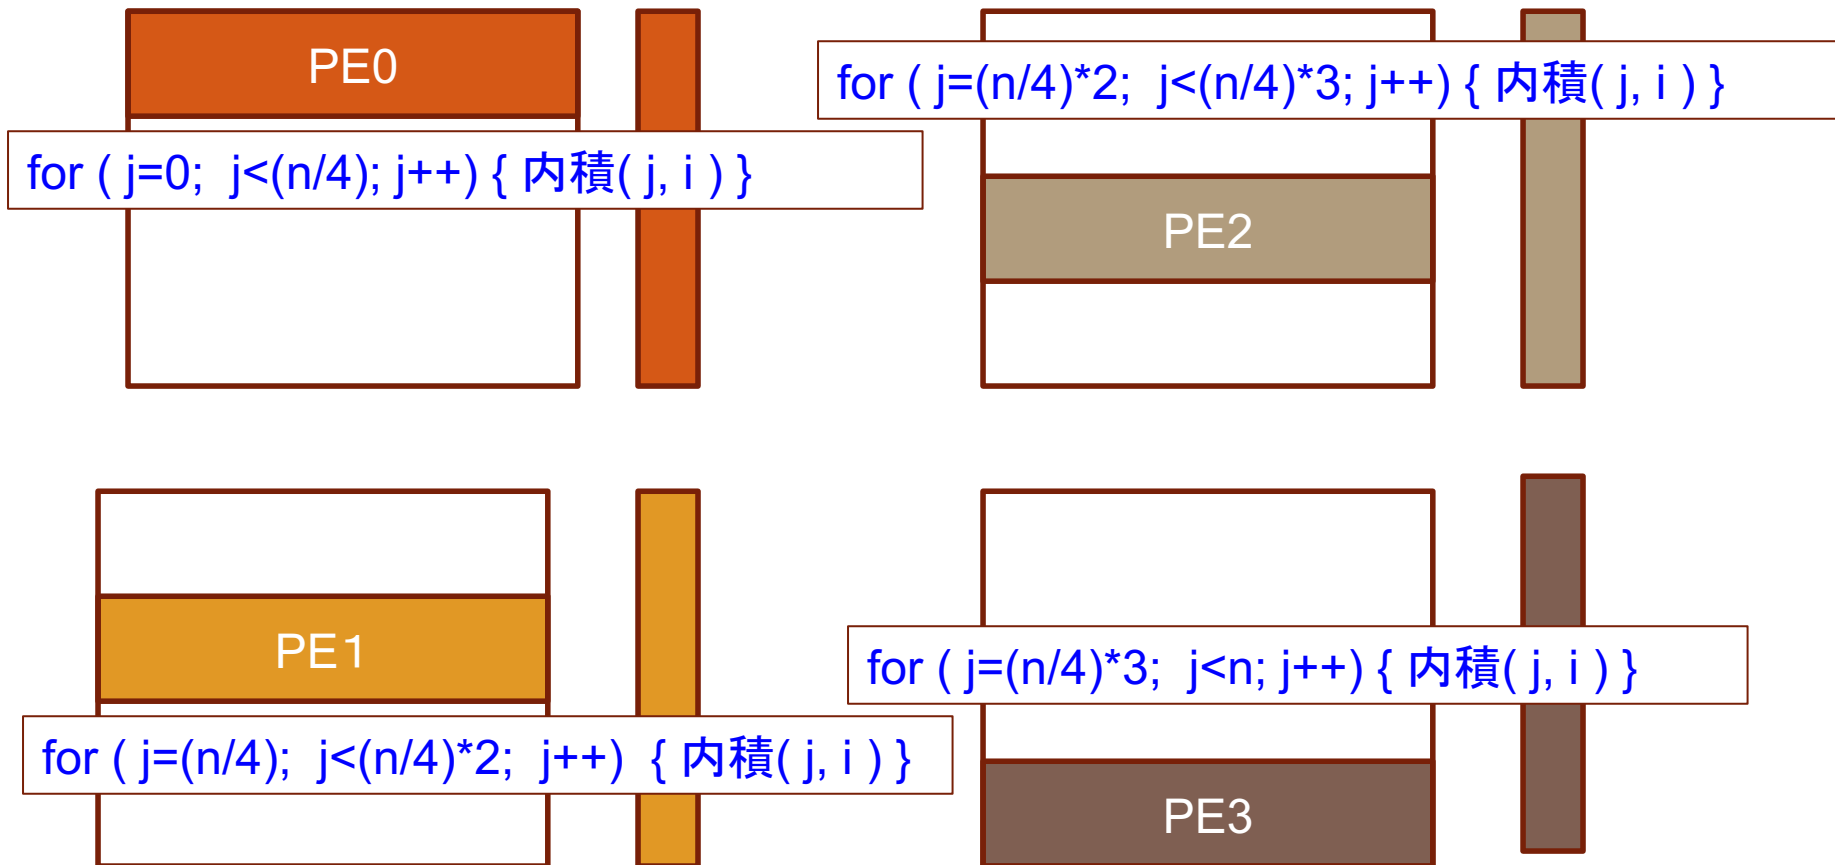 PE0
for ( j=0; j<(n/4); j++) { 内積( j, i ) }
for ( j=(n/4)*2; j<(n/4)*3; j++) { 内積( j, i ) }
PE2
PE1
for ( j=(n/4); j<(n/4)*2; j++) { 内積( j, i ) }
for ( j=(n/4)*3; j<n; j++) { 内積( j, i ) }
PE3